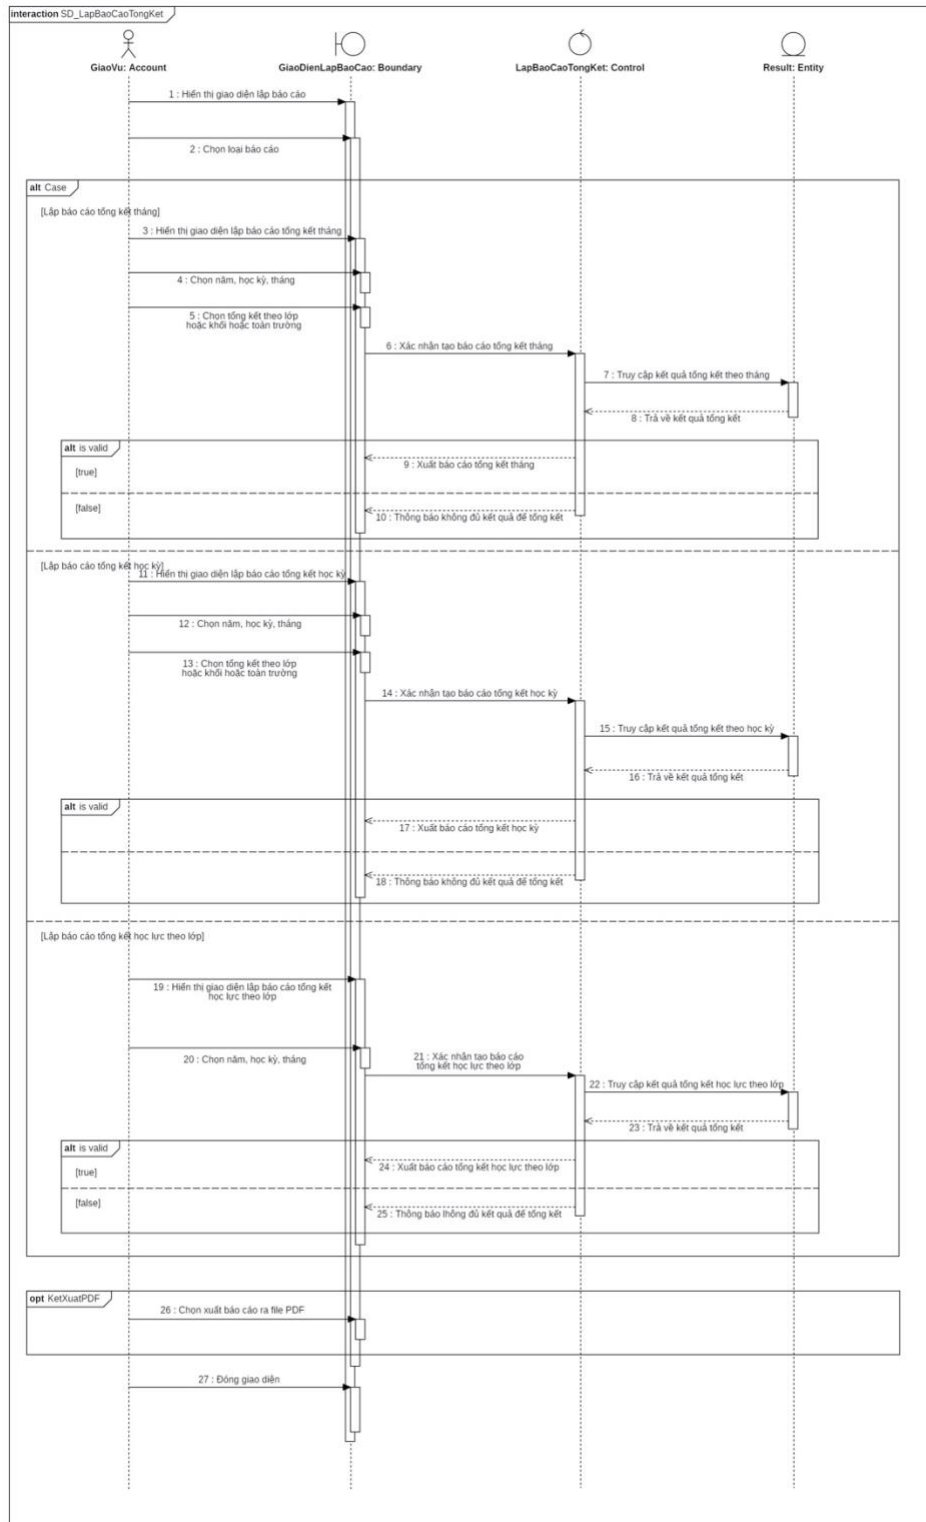 interaction SD_LapBaoCaoTongKet
GiaoVu: Account
GiaoDienLapBaoCao: Boundary
LapBaoCaoTongKet: Control
Result: Entity
1 : Hiển thị giao diện lập báo cáo
2 : Chọn loại báo cáo
alt Case
[Lập báo cáo tổng kết tháng]
3 : Hiển thị giao diện lập báo cáo tổng kết tháng
4 : Chọn năm, học kỳ, tháng
5 : Chọn tổng kết theo lớp
hoặc khối hoặc toàn trường
6 : Xác nhận tạo báo cáo tổng kết tháng
7 : Truy cập kết quả tổng kết theo tháng
8 : Trả về kết quả tổng kết
alt is valid
9 : Xuất báo cáo tổng kết tháng
[true]
[false]
10 : Thông báo không đủ kết quả để tổng kết
[Lập báo cáo tổng kết học kỳ]
11 : Hiển thị giao diện lập báo cáo tổng kết học kỳ
12 : Chọn năm, học kỳ, tháng
13 : Chọn tổng kết theo lớp
hoặc khối hoặc toàn trường
14 : Xác nhận tạo báo cáo tổng kết học kỳ
15 : Truy cập kết quả tổng kết theo học kỳ
16 : Trả về kết quả tổng kết
alt is valid
17 : Xuất báo cáo tổng kết học kỳ
18 : Thông báo không đủ kết quả để tổng kết
[Lập báo cáo tổng kết học lực theo lớp]
19 : Hiển thị giao diện lập báo cáo tổng kết
học lực theo lớp
20 : Chọn năm, học kỳ, tháng
21 : Xác nhận tạo báo cáo
tổng kết học lực theo lớp
22 : Truy cập kết quả tổng kết học lực theo lớp
23 : Trả về kết quả tổng kết
alt is valid
24 : Xuất báo cáo tổng kết học lực theo lớp
[true]
[false]
25 : Thông báo lhông đủ kết quả để tổng kết
opt KetXuatPDF
26 : Chọn xuất báo cáo ra file PDF
27 : Đóng giao diện